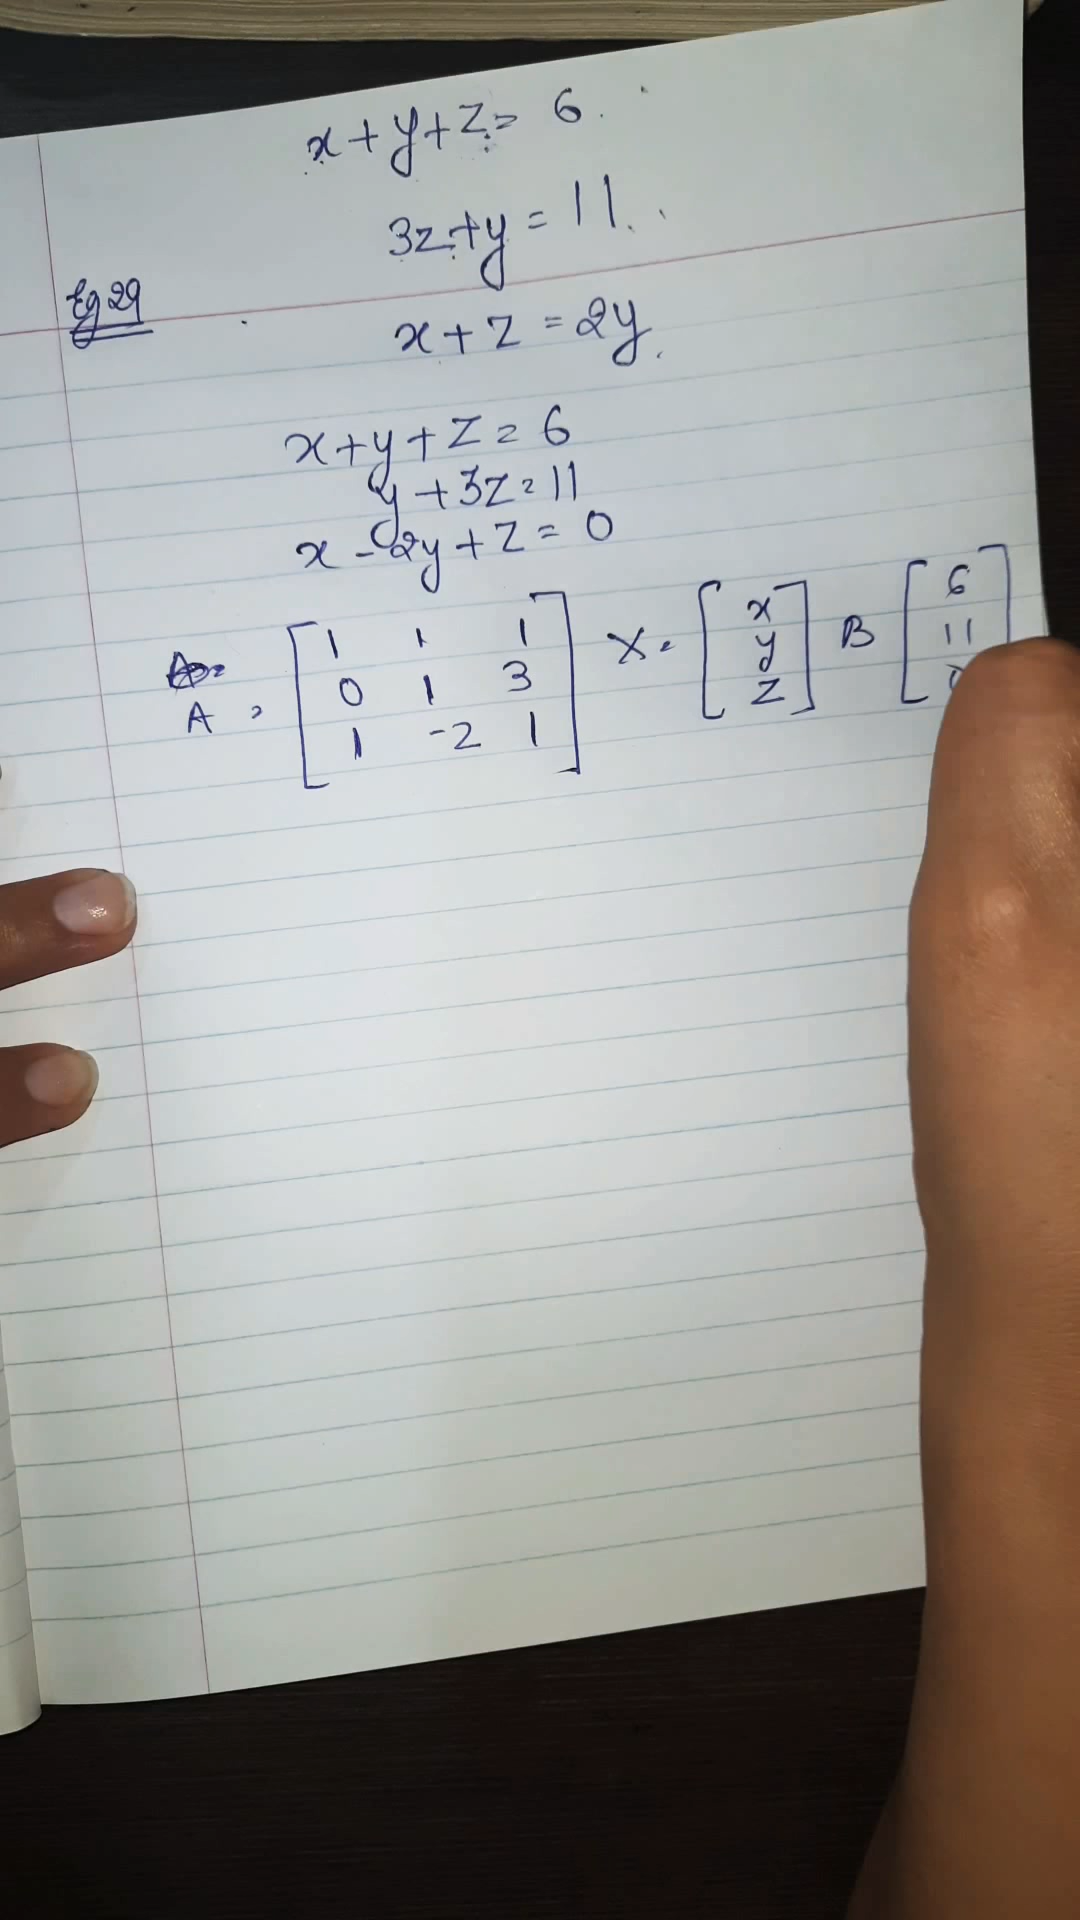 x + y + z = 6.
3z + y = 11.
Eg 29
x + z = 2y.
x + y + z = 6
y + 3z = 11
x - 2y + z = 0
A = [ 1 1 1 X = [ x B [ 6
0 1 3 y 11
1 -2 1 ] z ] ]